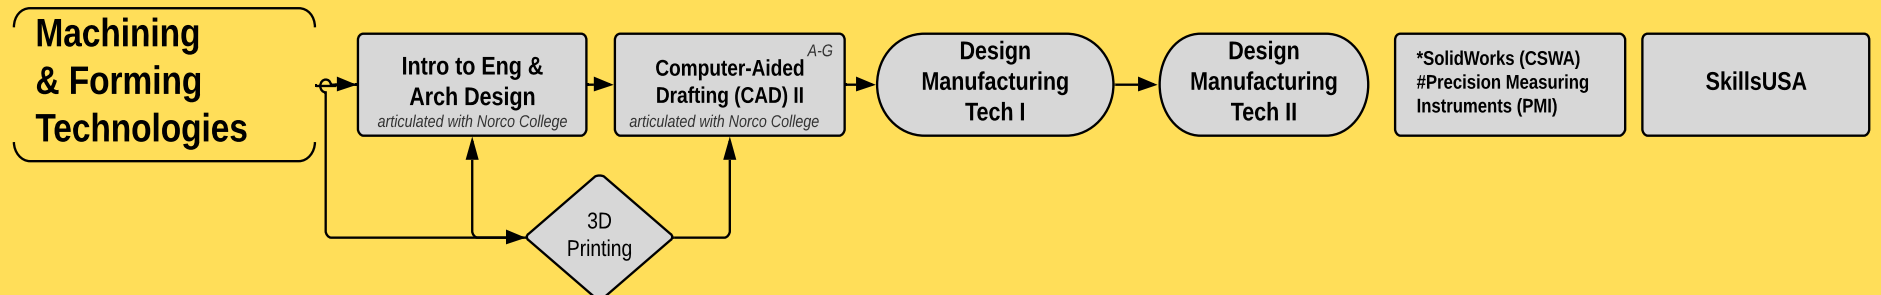 Machining
& Forming
Technologies
Intro to Eng &
Arch Design
articulated with Norco College
A-G
Computer-Aided
Drafting (CAD) II
articulated with Norco College
Design
Manufacturing
Tech I
Design
Manufacturing
Tech II
*SolidWorks (CSWA)
#Precision Measuring
Instruments (PMI)
SkillsUSA
3D
Printing